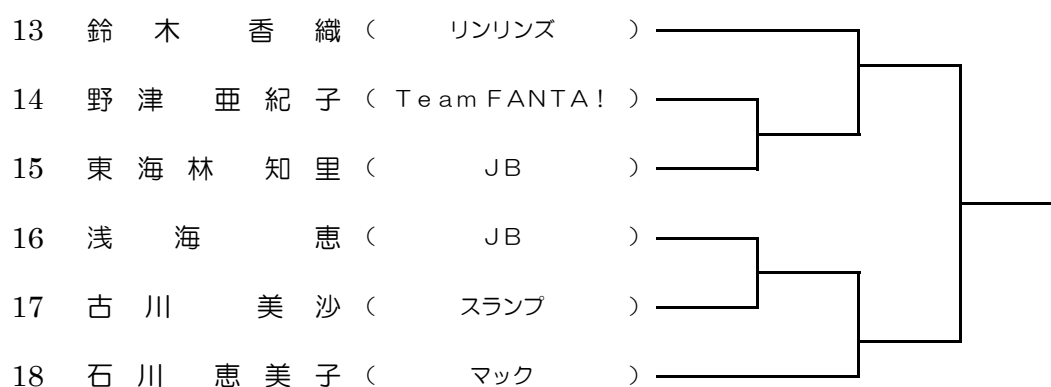 13 鈴木 香織 ( リンリンズ )
14 野津 亜紀子 ( Team FANTA! )
15 東海林 知里 ( JB )
16 浅海 恵 ( JB )
17 古川 美沙 ( スランプ )
18 石川 恵美子 ( マック )